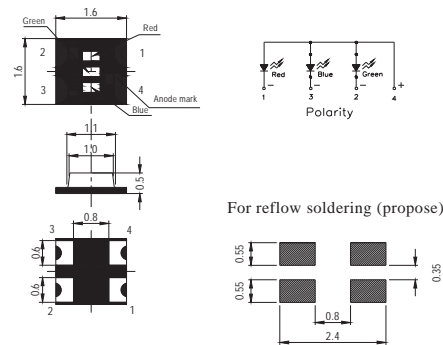 1.6
Green
Red
2
1
1.6
3
4
Anode mark
Blue
Red
Blue
Green
+
− − −
1 3 2 4
Polarity
1.1
1.0
0.5
0.8
3 4
0.6
0.6
2 1
For reflow soldering (propose)
0.55
0.35
0.55
0.8
2.4